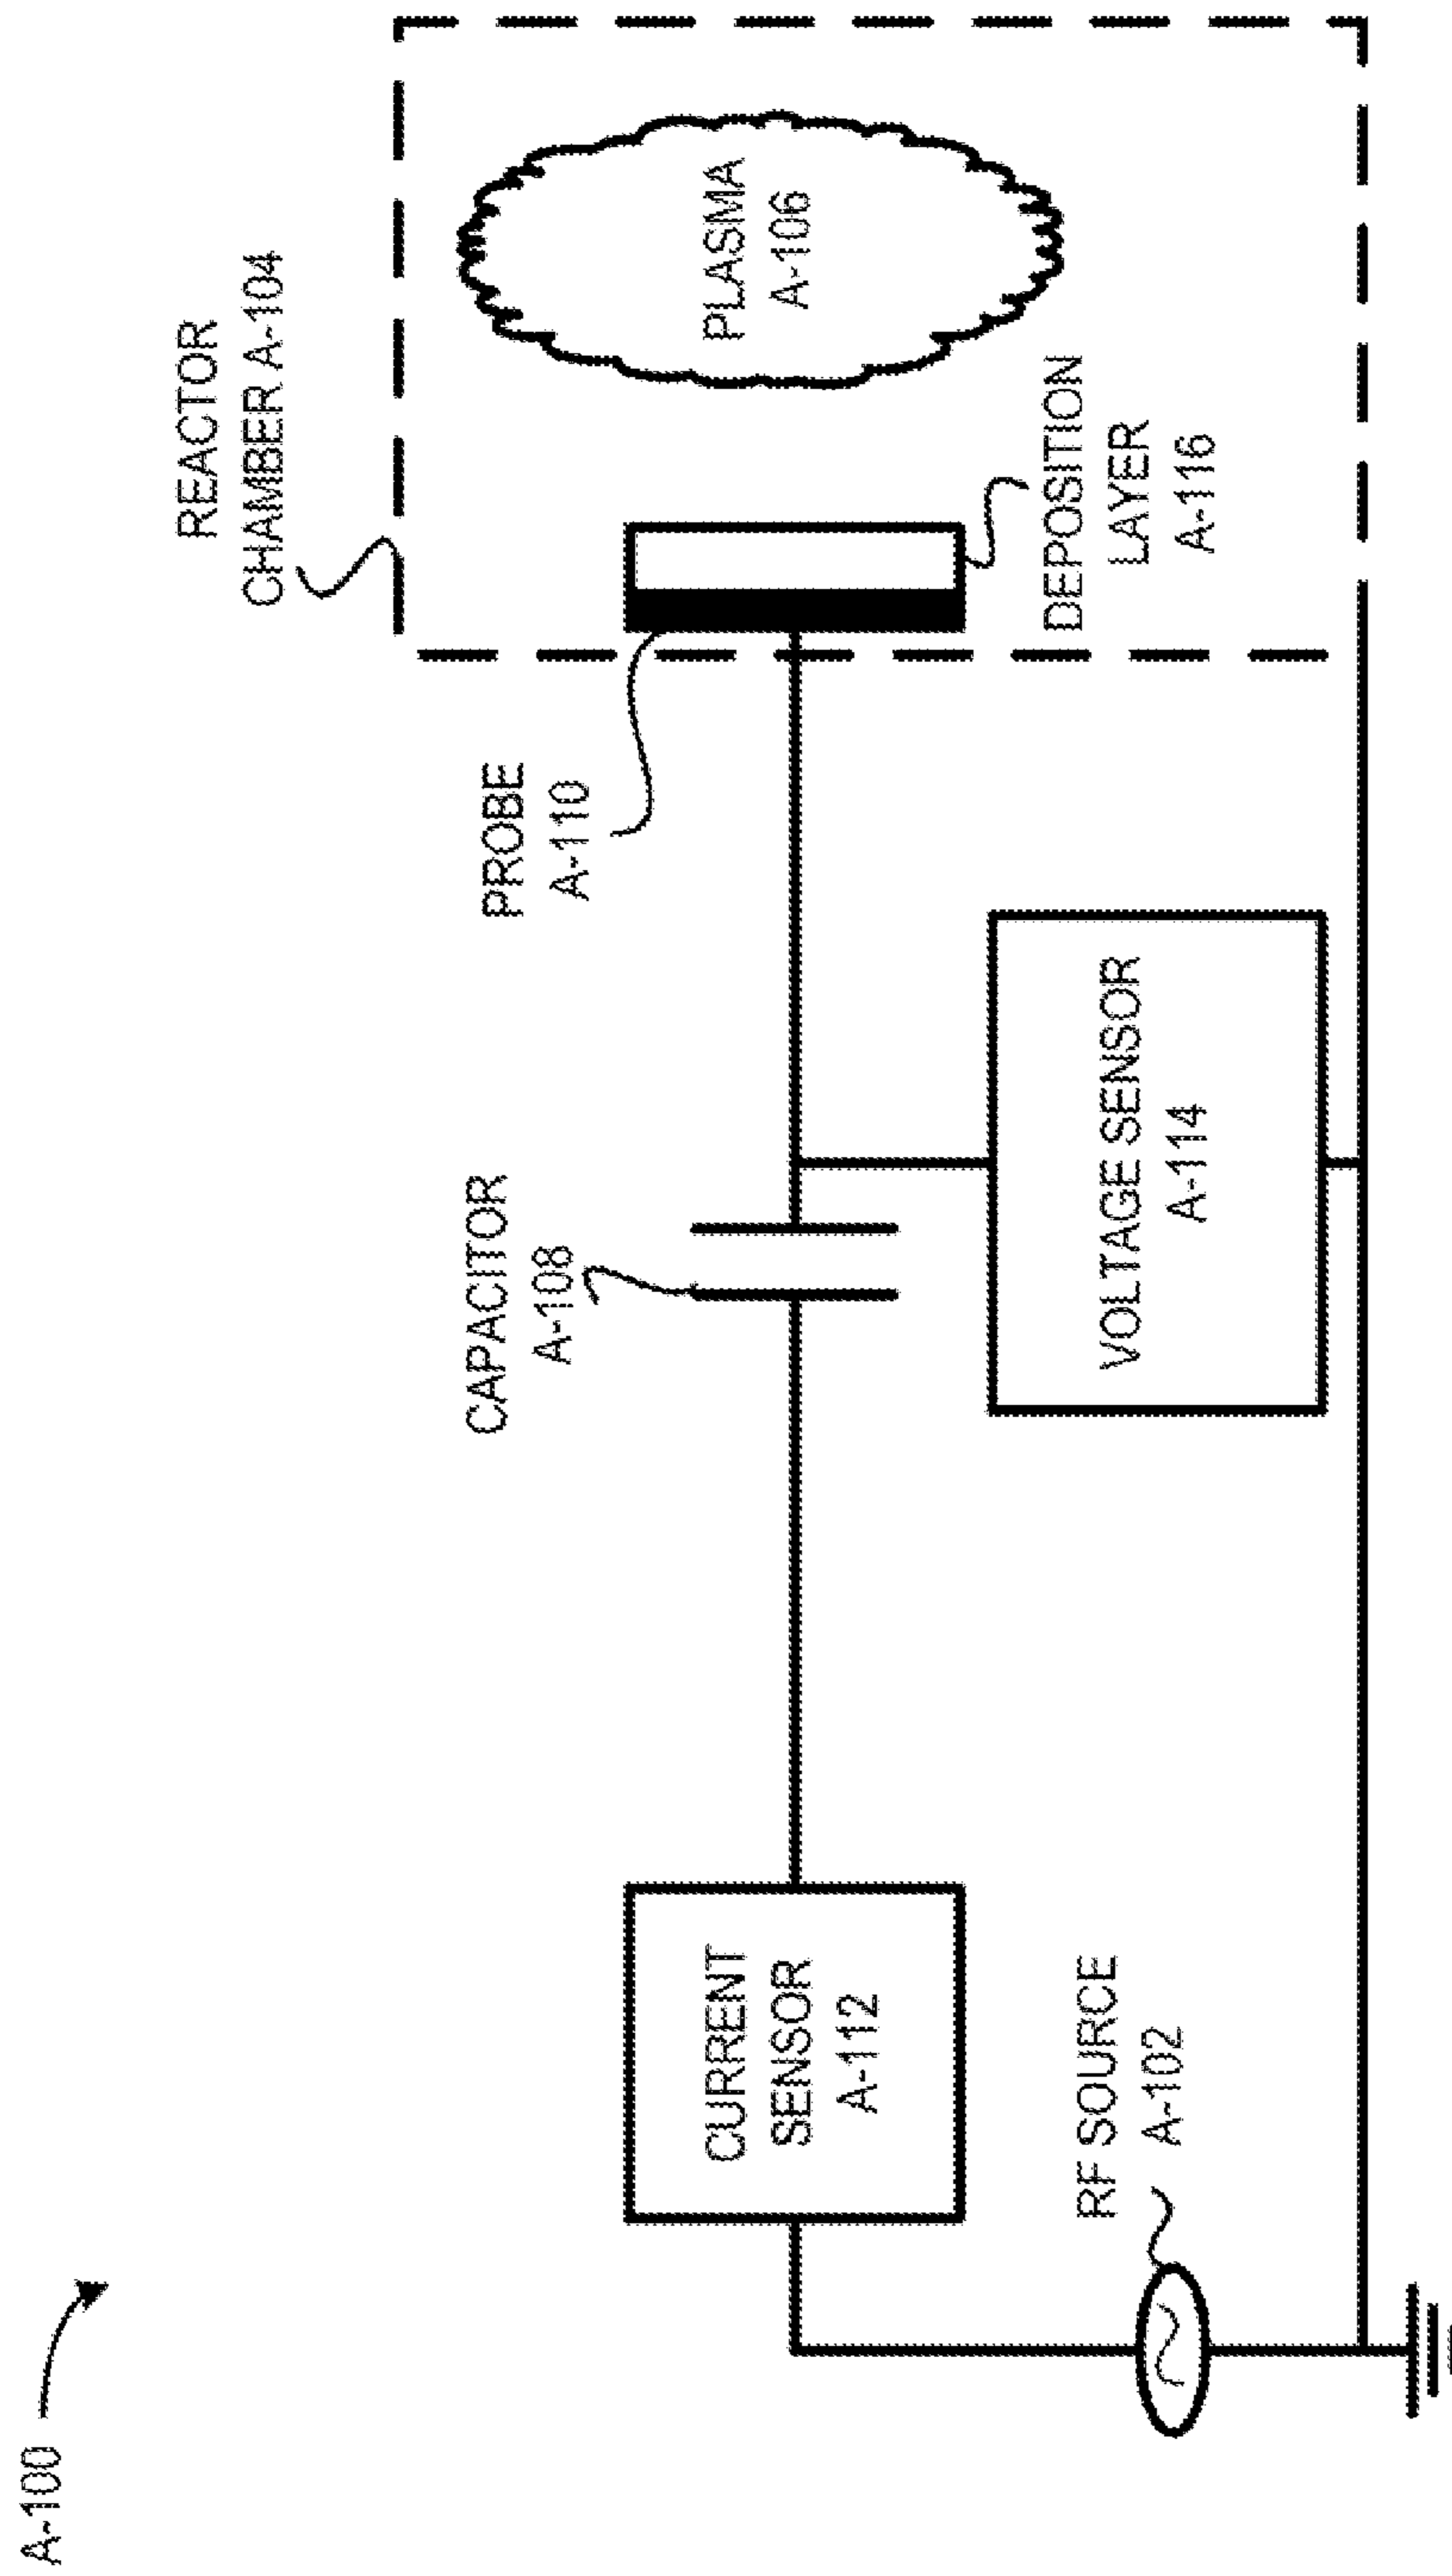 A-100
REACTOR
CHAMBER A-104
PLASMA
A-106
CAPACITOR
A-108
PROBE
A-110
CURRENT
SENSOR
A-112
DEPOSITION
LAYER
A-116
VOLTAGE SENSOR
A-114
RF SOURCE
A-102